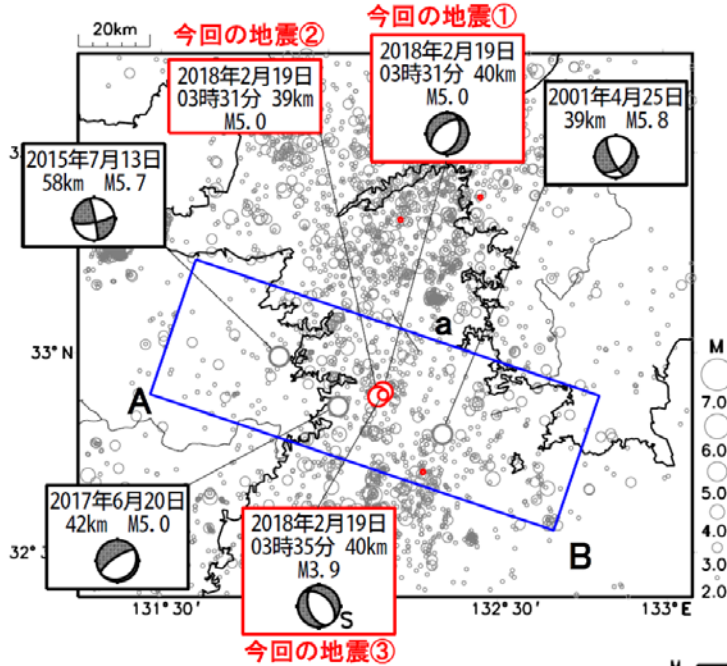 20km
今回の地震②
今回の地震①
2018年2月19日
03時31分 39km
M5.0
2018年2月19日
03時31分 40km
M5.0
2001年4月25日
39km M5.8
2015年7月13日
58km M5.7
a
33° N
A
M
7.0
6.0
5.0
4.0
3.0
2.0
2017年6月20日
42km M5.0
2018年2月19日
03時35分 40km
M3.9
S
B
32°
131°30′
132°30′
133°E
今回の地震③
M